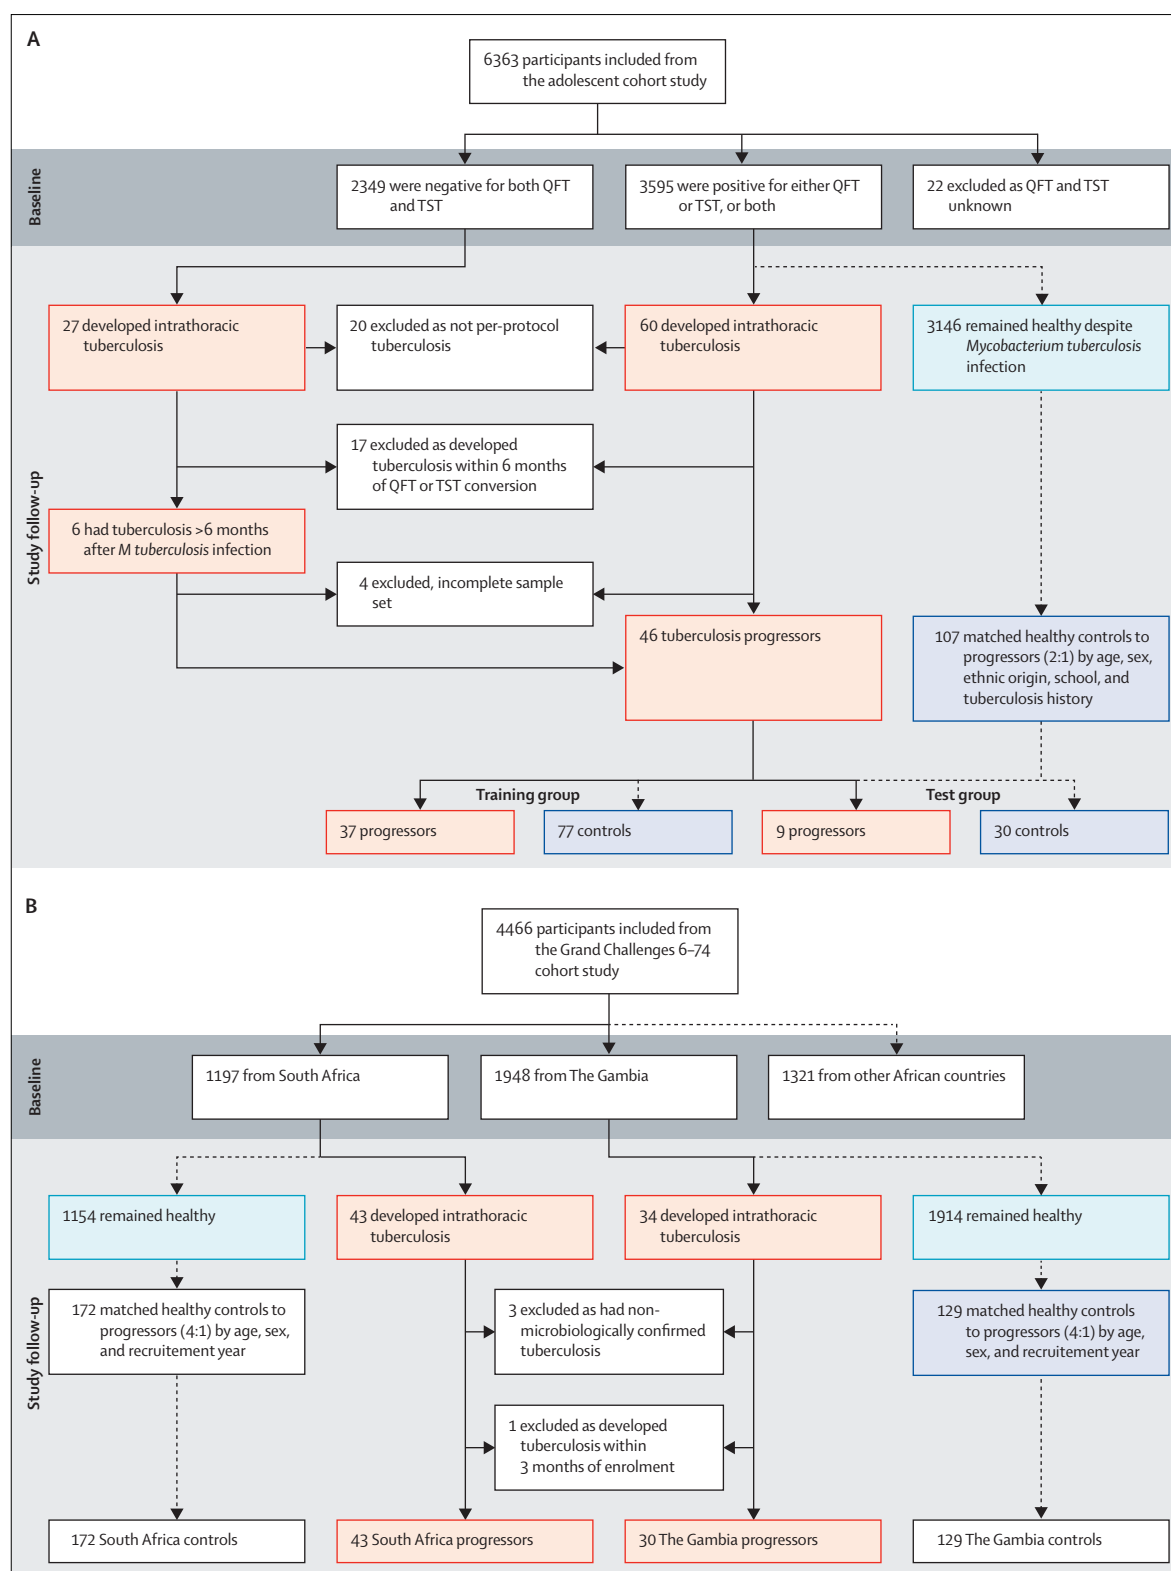 A
6363 participants included from
the adolescent cohort study
Baseline
2349 were negative for both QFT
and TST
3595 were positive for either QFT
or TST, or both
22 excluded as QFT and TST
unknown
Study follow-up
27 developed intrathoracic
tuberculosis
20 excluded as not per-protocol
tuberculosis
60 developed intrathoracic
tuberculosis
3146 remained healthy despite
Mycobacterium tuberculosis
infection
17 excluded as developed
tuberculosis within 6 months
of QFT or TST conversion
6 had tuberculosis >6 months
after M tuberculosis infection
4 excluded, incomplete sample
set
46 tuberculosis progressors
107 matched healthy controls to
progressors (2:1) by age, sex,
ethnic origin, school, and
tuberculosis history
Training group
Test group
37 progressors
77 controls
9 progressors
30 controls
B
4466 participants included from
the Grand Challenges 6–74
cohort study
Baseline
1197 from South Africa
1948 from The Gambia
1321 from other African countries
Study follow-up
1154 remained healthy
43 developed intrathoracic
tuberculosis
34 developed intrathoracic
tuberculosis
1914 remained healthy
172 matched healthy controls to
progressors (4:1) by age, sex,
and recruitement year
3 excluded as had non-
microbiologically confirmed
tuberculosis
129 matched healthy controls
to progressors (4:1) by age,
sex, and recruitement year
1 excluded as developed
tuberculosis within
3 months of enrolment
172 South Africa controls
43 South Africa progressors
30 The Gambia progressors
129 The Gambia controls